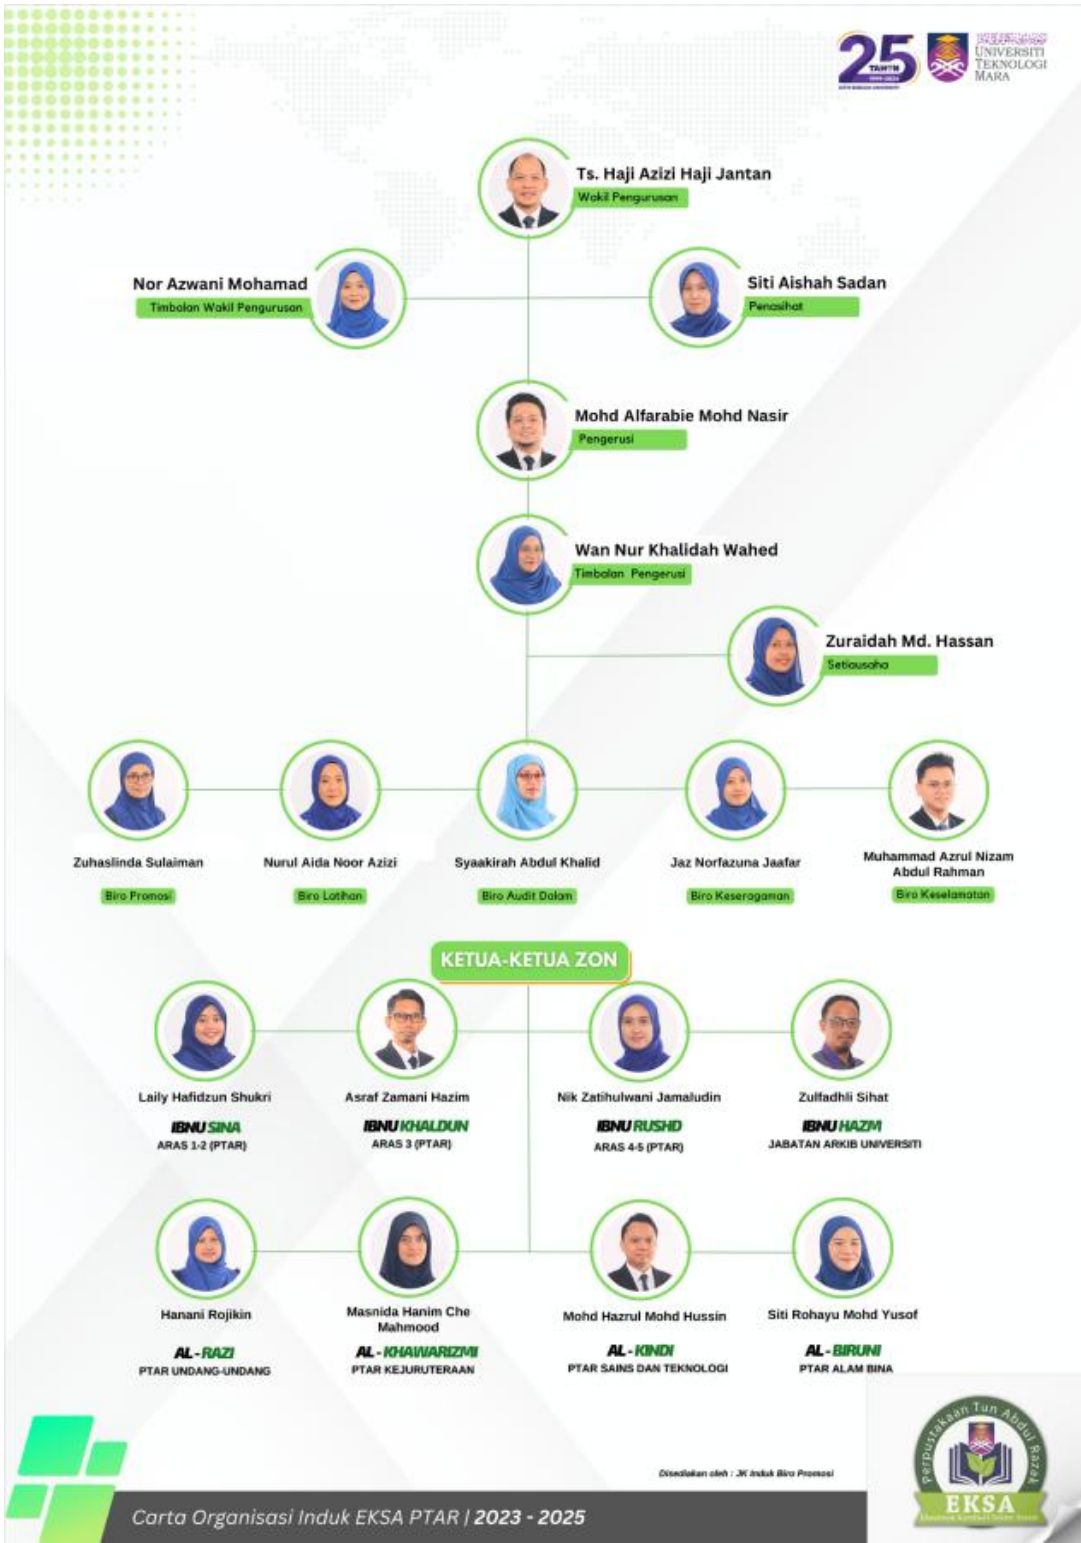 25
TAHUN
1999-2024
UNIVERSITI
TEKNOLOGI
MARA
Ts. Haji Azizi Haji Jantan
Wakil Pengurusan
Nor Azwani Mohamad
Timbalan Wakil Pengurusan
Siti Aishah Sadan
Penasihat
Mohd Alfarabie Mohd Nasir
Pengerusi
Wan Nur Khalidah Wahed
Timbalan Pengerusi
Zuraidah Md. Hassan
Setiausaha
Zuhaslinda Sulaiman
Biro Promosi
Nurul Aida Noor Azizi
Biro Latihan
Syaakirah Abdul Khalid
Biro Audit Dalam
Jaz Norfazuna Jaafar
Biro Keseragaman
Muhammad Azrul Nizam
Abdul Rahman
Biro Keselamatan
KETUA-KETUA ZON
Laily Hafidzun Shukri
IBNU SINA
ARAS 1-2 (PTAR)
Asraf Zamani Hazim
IBNU KHALDUN
ARAS 3 (PTAR)
Nik Zatihulwani Jamaludin
IBNU RUSHD
ARAS 4-5 (PTAR)
Zulfadhli Sihat
IBNU HAZM
JABATAN ARKIB UNIVERSITI
Hanani Rojikin
AL-RAZI
PTAR UNDANG-UNDANG
Masnida Hanim Che
Mahmood
AL-KHAWARIZMI
PTAR KEJURUTERAAN
Mohd Hazrul Mohd Hussin
AL-KINDI
PTAR SAINS DAN TEKNOLOGI
Siti Rohayu Mohd Yusof
AL-BIRUNI
PTAR ALAM BINA
Disediakan oleh : JK Induk Biro Promosi
Perpustakaan Tun Abdul Razak
EKSA
Carta Organisasi Induk EKSA PTAR | 2023 - 2025